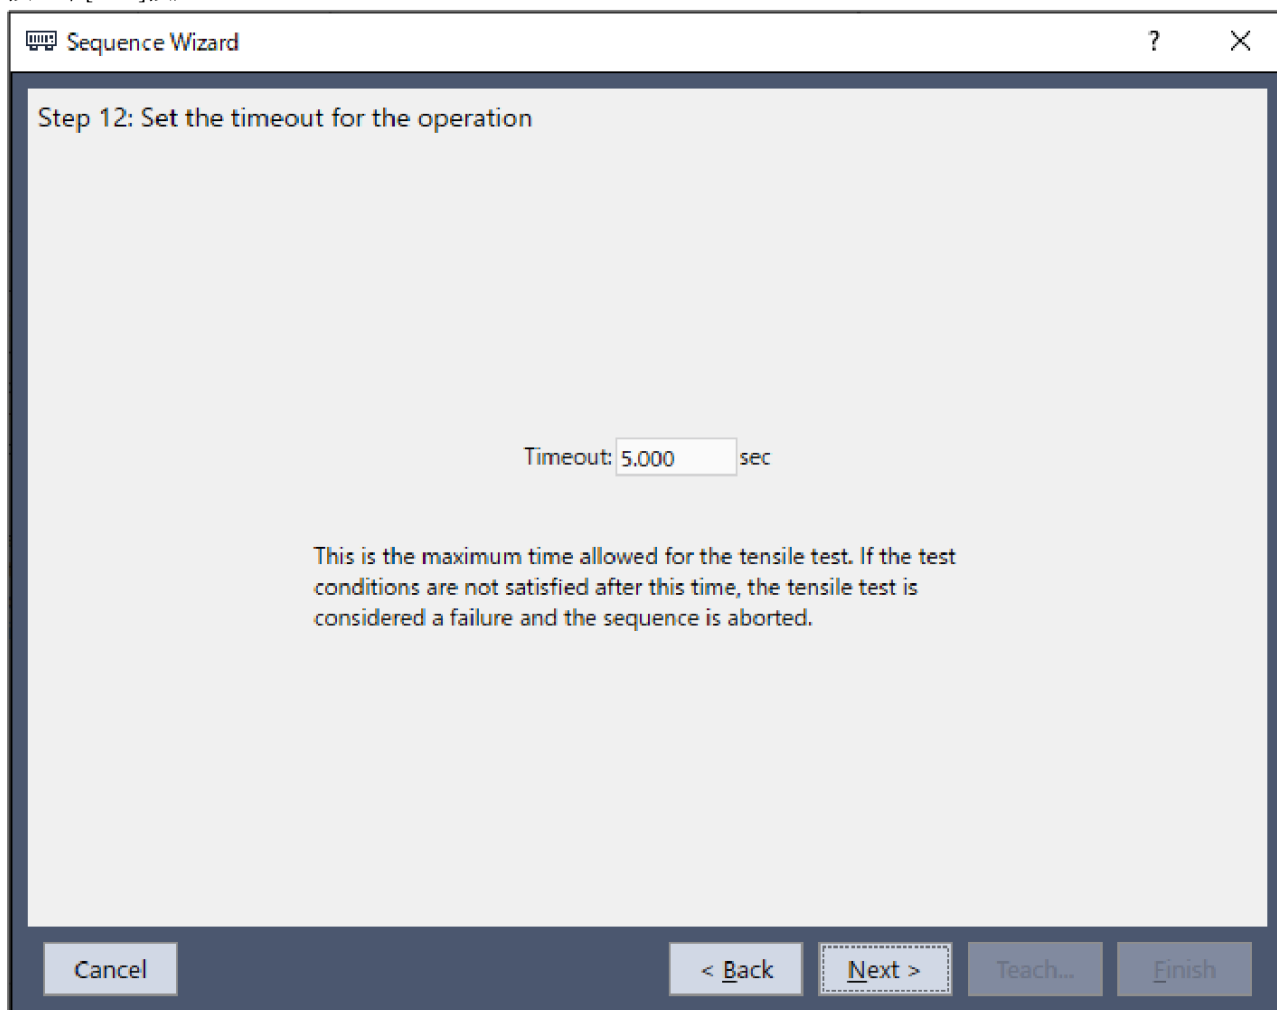 Sequence Wizard ?
Step 12: Set the timeout for the operation
Timeout: 5.000 sec
This is the maximum time allowed for the tensile test. If the test
conditions are not satisfied after this time, the tensile test is
considered a failure and the sequence is aborted.
Cancel < Back Next > Teach... Finish